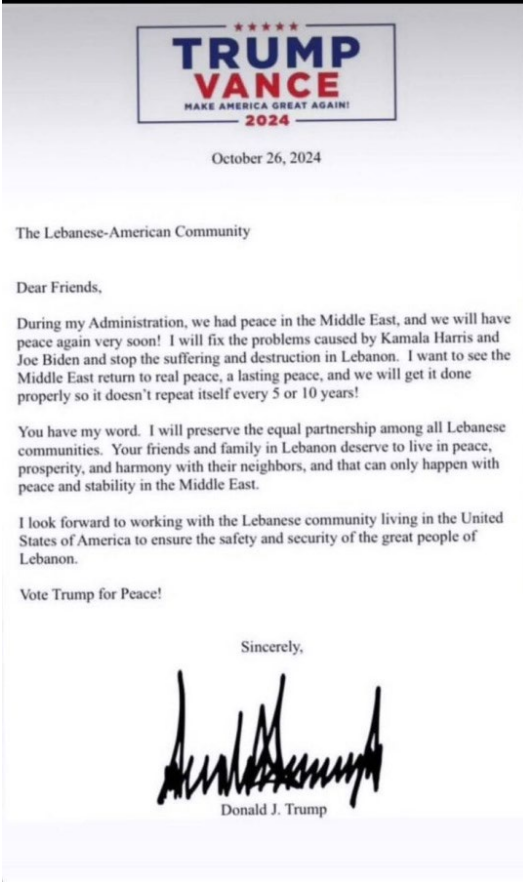 TRUMP
VANCE
MAKE AMERICA GREAT AGAIN!
2024
October 26, 2024
The Lebanese-American Community
Dear Friends,
During my Administration, we had peace in the Middle East, and we will have
peace again very soon! I will fix the problems caused by Kamala Harris and
Joe Biden and stop the suffering and destruction in Lebanon. I want to see the
Middle East return to real peace, a lasting peace, and we will get it done
properly so it doesn't repeat itself every 5 or 10 years!
You have my word. I will preserve the equal partnership among all Lebanese
communities. Your friends and family in Lebanon deserve to live in peace,
prosperity, and harmony with their neighbors, and that can only happen with
peace and stability in the Middle East.
I look forward to working with the Lebanese community living in the United
States of America to ensure the safety and security of the great people of
Lebanon.
Vote Trump for Peace!
Sincerely,
Donald J. Trump